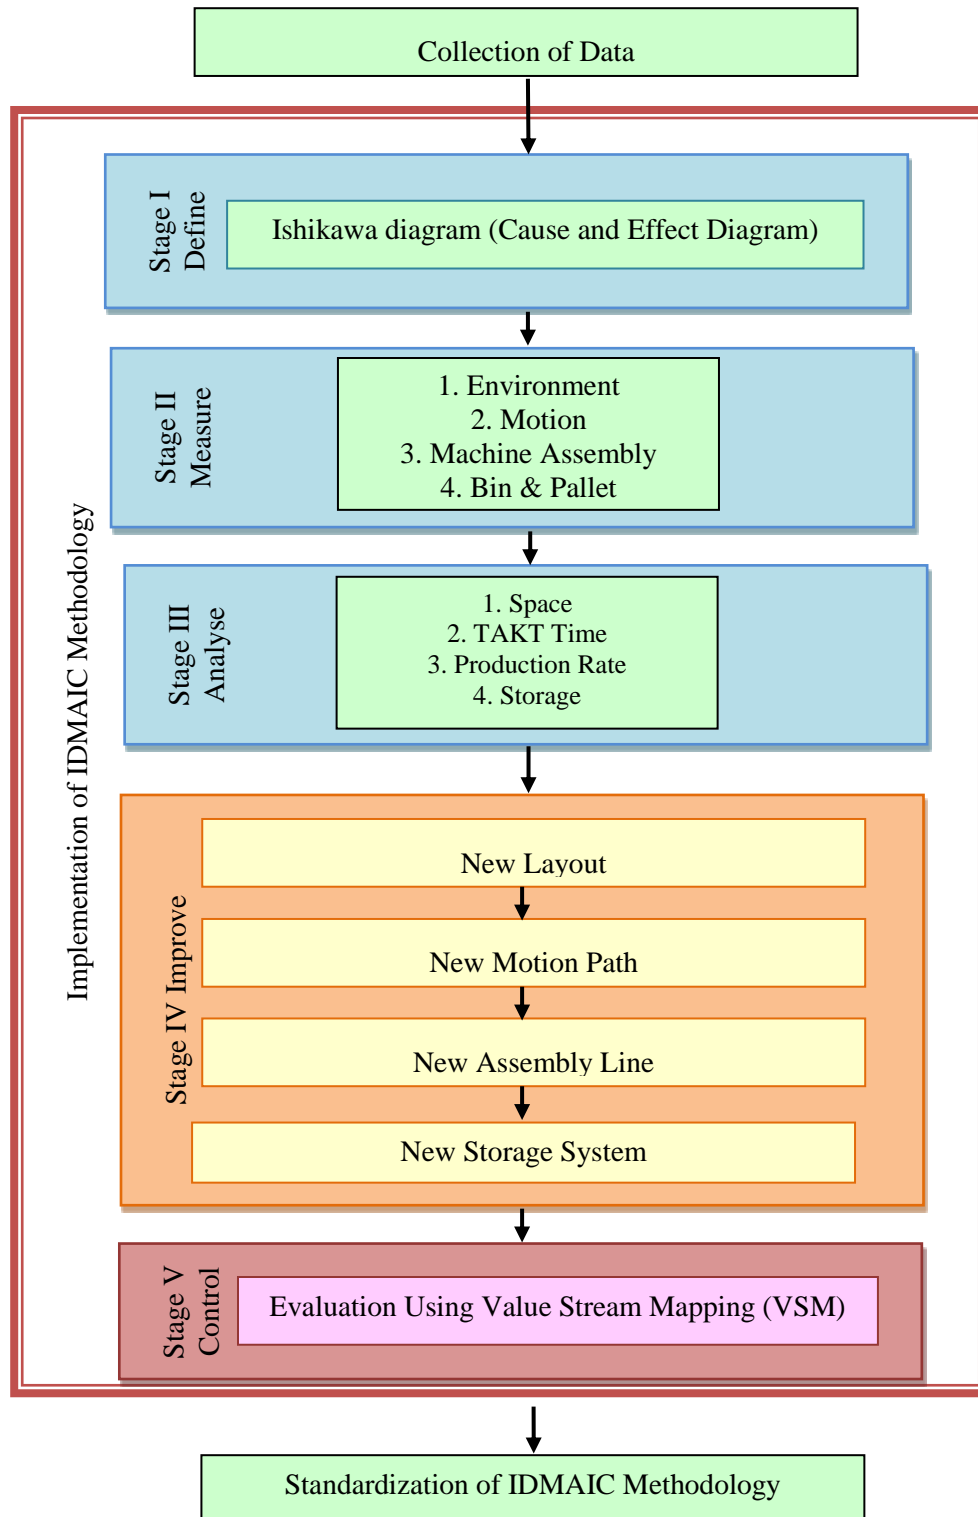 Collection of Data
Implementation of IDMAIC Methodology
Stage I
Define
Ishikawa diagram (Cause and Effect Diagram)
Stage II
Measure
1. Environment
2. Motion
3. Machine Assembly
4. Bin & Pallet
Stage III
Analyse
1. Space
2. TAKT Time
3. Production Rate
4. Storage
Stage IV Improve
New Layout
New Motion Path
New Assembly Line
New Storage System
Stage V
Control
Evaluation Using Value Stream Mapping (VSM)
Standardization of IDMAIC Methodology